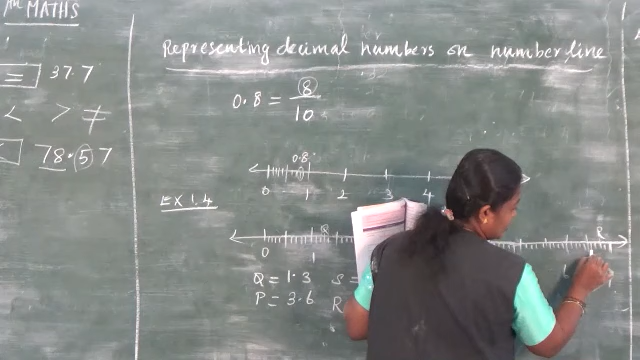 MATHS
= 37.7
< > ≠
< 78.57
Representing decimal numbers on number line
0.8 = 8/10
0.8
0 1 2 3 4
Ex 1.4
Q R
0 1
Q = 1.3 S =
P = 3.6 R